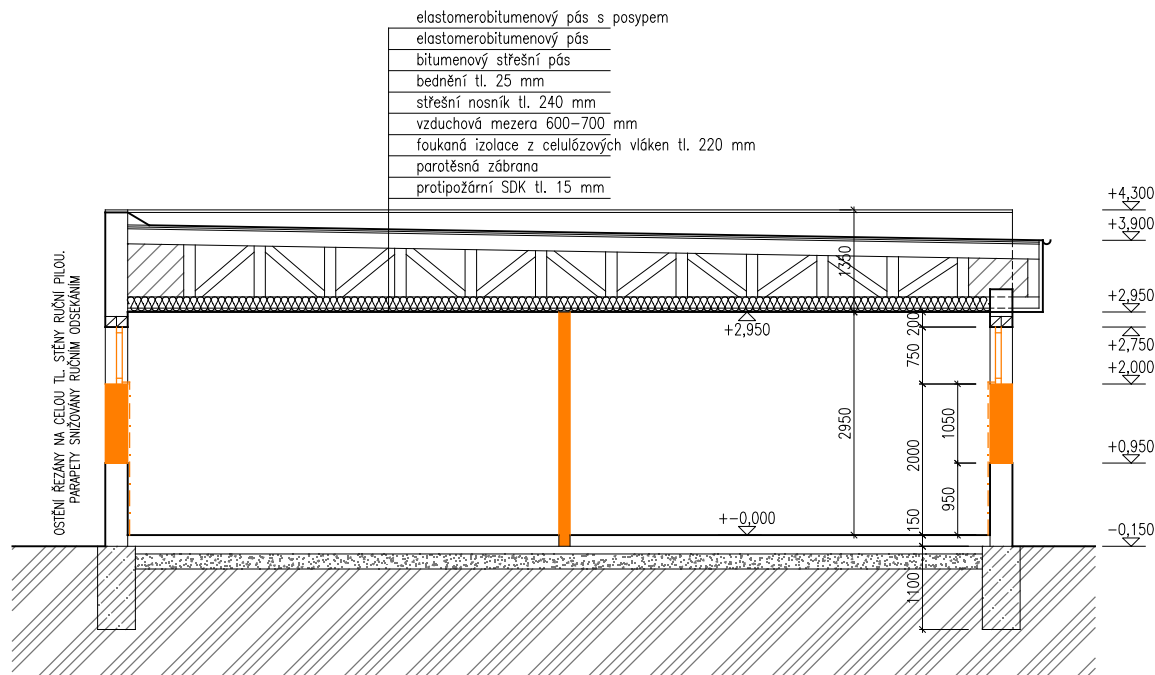 elastomerobitumenový pás s posypem
elastomerobitumenový pás
bitumenový střešní pás
bednění tl. 25 mm
střešní nosník tl. 240 mm
vzduchová mezera 600-700 mm
foukaná izolace z celulózových vláken tl. 220 mm
parotěsná zábrana
protipožární SDK tl. 15 mm
+4,300
+3,900
1350
+2,950
+2,950
200
+2,750
750
+2,000
OSTĚNÍ ŘEZÁNY NA CELOU TL. STĚNY RUČNÍ PILOU.
PARAPETY SNIŽOVÁNY RUČNÍM ODSEKÁNÍM
2950
2000
1050
+0,950
950
+-0,000
150
-0,150
1100